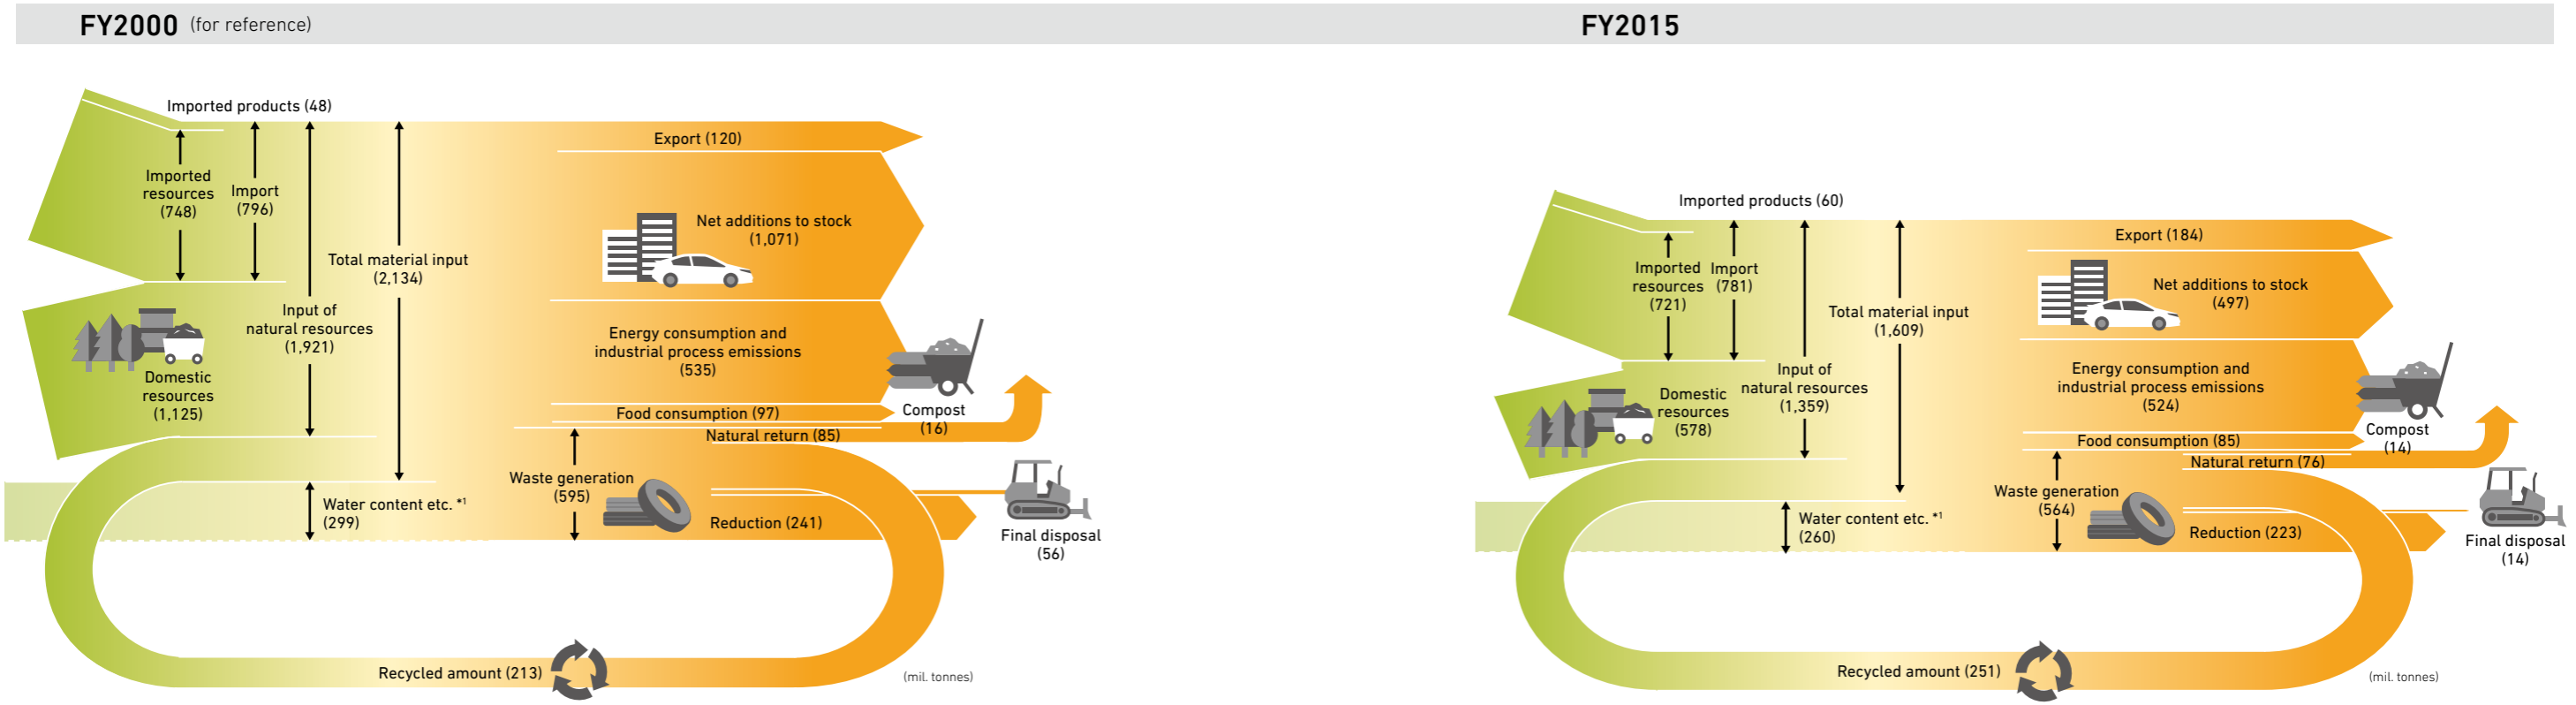 FY2000 (for reference)
Imported products (48)
Imported
resources
(748)
Import
(796)
Input of
natural resources
(1,921)
Total material input
(2,134)
Domestic
resources
(1,125)
Water content etc. *1
(299)
Export (120)
Net additions to stock
(1,071)
Energy consumption and
industrial process emissions
(535)
Food consumption (97)
Compost
(16)
Natural return (85)
Waste generation
(595)
Reduction (241)
Final disposal
(56)
Recycled amount (213)
(mil. tonnes)
FY2015
Imported products (60)
Imported
resources
(721)
Import
(781)
Input of
natural resources
(1,359)
Total material input
(1,609)
Domestic
resources
(578)
Water content etc. *1
(260)
Export (184)
Net additions to stock
(497)
Energy consumption and
industrial process emissions
(524)
Food consumption (85)
Compost
(14)
Natural return (76)
Waste generation
(564)
Reduction (223)
Final disposal
(14)
Recycled amount (251)
(mil. tonnes)